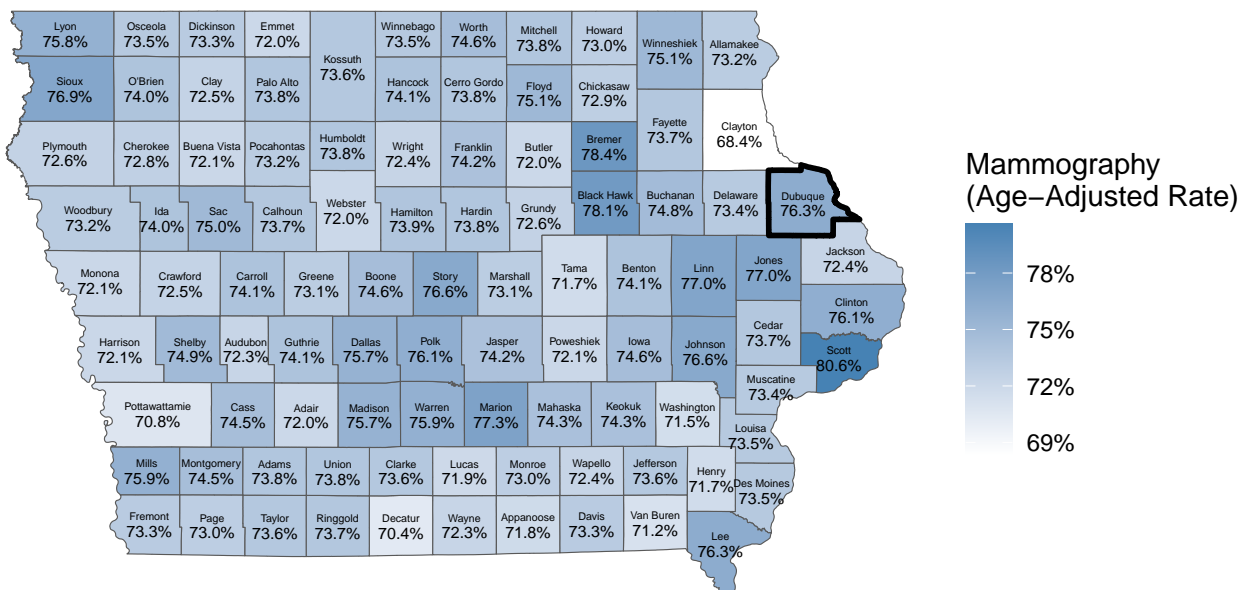 Lyon
75.8%
Osceola
73.5%
Dickinson
73.3%
Emmet
72.0%
Kossuth
73.6%
Winnebago
73.5%
Worth
74.6%
Mitchell
73.8%
Howard
73.0%
Winneshiek
75.1%
Allamakee
73.2%
Sioux
76.9%
O'Brien
74.0%
Clay
72.5%
Palo Alto
73.8%
Hancock
74.1%
Cerro Gordo
73.8%
Floyd
75.1%
Chickasaw
72.9%
Fayette
73.7%
Clayton
68.4%
Plymouth
72.6%
Cherokee
72.8%
Buena Vista
72.1%
Pocahontas
73.2%
Humboldt
73.8%
Wright
72.4%
Franklin
74.2%
Butler
72.0%
Bremer
78.4%
Woodbury
73.2%
Ida
74.0%
Sac
75.0%
Calhoun
73.7%
Webster
72.0%
Hamilton
73.9%
Hardin
73.8%
Grundy
72.6%
Black Hawk
78.1%
Buchanan
74.8%
Delaware
73.4%
Dubuque
76.3%
Monona
72.1%
Crawford
72.5%
Carroll
74.1%
Greene
73.1%
Boone
74.6%
Story
76.6%
Marshall
73.1%
Tama
71.7%
Benton
74.1%
Linn
77.0%
Jones
77.0%
Jackson
72.4%
Clinton
76.1%
Harrison
72.1%
Shelby
74.9%
Audubon
72.3%
Guthrie
74.1%
Dallas
75.7%
Polk
76.1%
Jasper
74.2%
Poweshiek
72.1%
Iowa
74.6%
Johnson
76.6%
Cedar
73.7%
Scott
80.6%
Muscatine
73.4%
Pottawattamie
70.8%
Cass
74.5%
Adair
72.0%
Madison
75.7%
Warren
75.9%
Marion
77.3%
Mahaska
74.3%
Keokuk
74.3%
Washington
71.5%
Louisa
73.5%
Mills
75.9%
Montgomery
74.5%
Adams
73.8%
Union
73.8%
Clarke
73.6%
Lucas
71.9%
Monroe
73.0%
Wapello
72.4%
Jefferson
73.6%
Henry
71.7%
Des Moines
73.5%
Fremont
73.3%
Page
73.0%
Taylor
73.6%
Ringgold
73.7%
Decatur
70.4%
Wayne
72.3%
Appanoose
71.8%
Davis
73.3%
Van Buren
71.2%
Lee
76.3%
Mammography
(Age−Adjusted Rate)
78%
75%
72%
69%